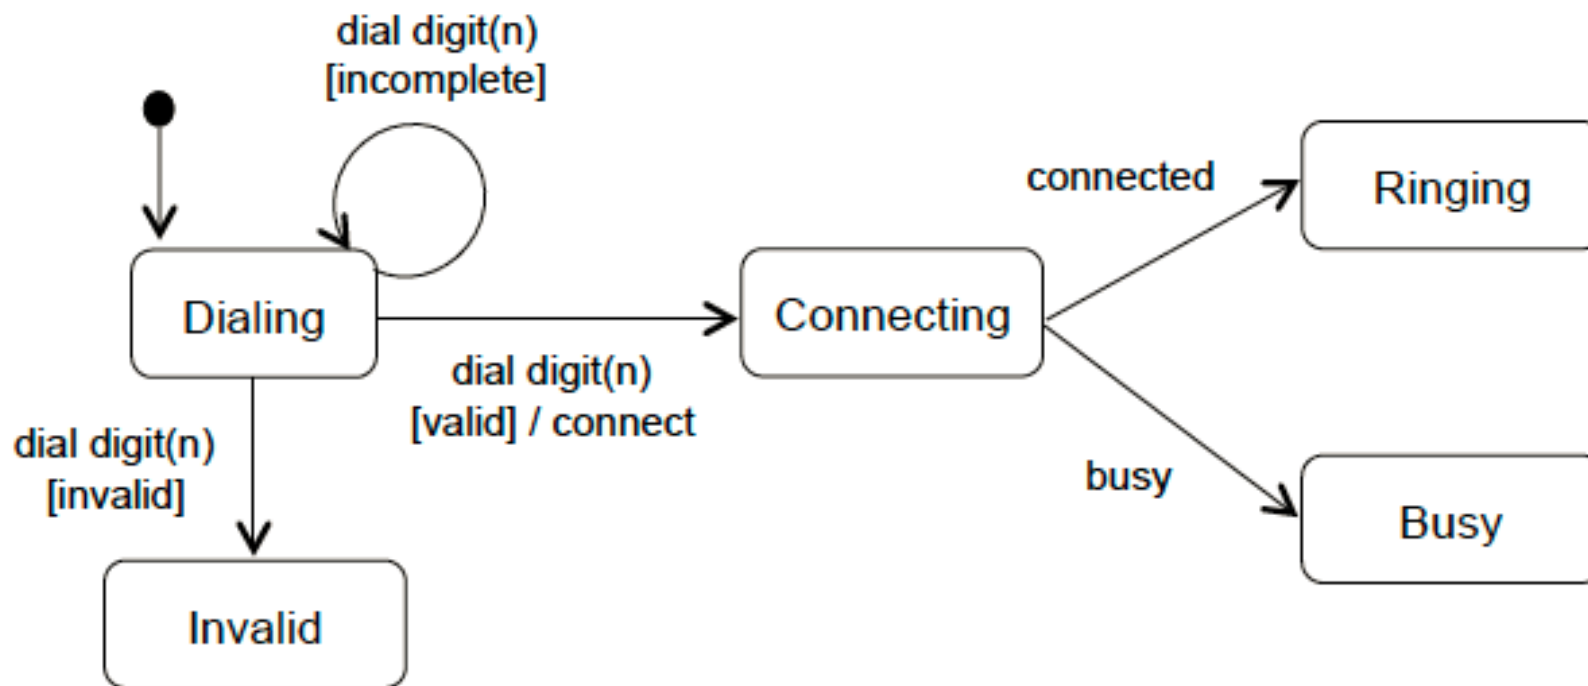 dial digit(n)
[incomplete]
connected
Ringing
Dialing
Connecting
dial digit(n)
[valid] / connect
dial digit(n)
[invalid]
busy
Busy
Invalid